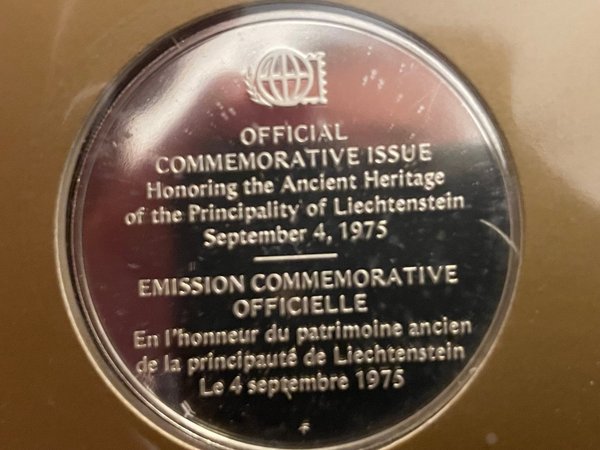 OFFICIAL
COMMEMORATIVE ISSUE
Honoring the Ancient Heritage
of the Principality of Liechtenstein
September 4, 1975
EMISSION COMMEMORATIVE
OFFICIELLE
En l'honneur du patrimoine ancien
de la principauté de Liechtenstein
Le 4 septembre 1975